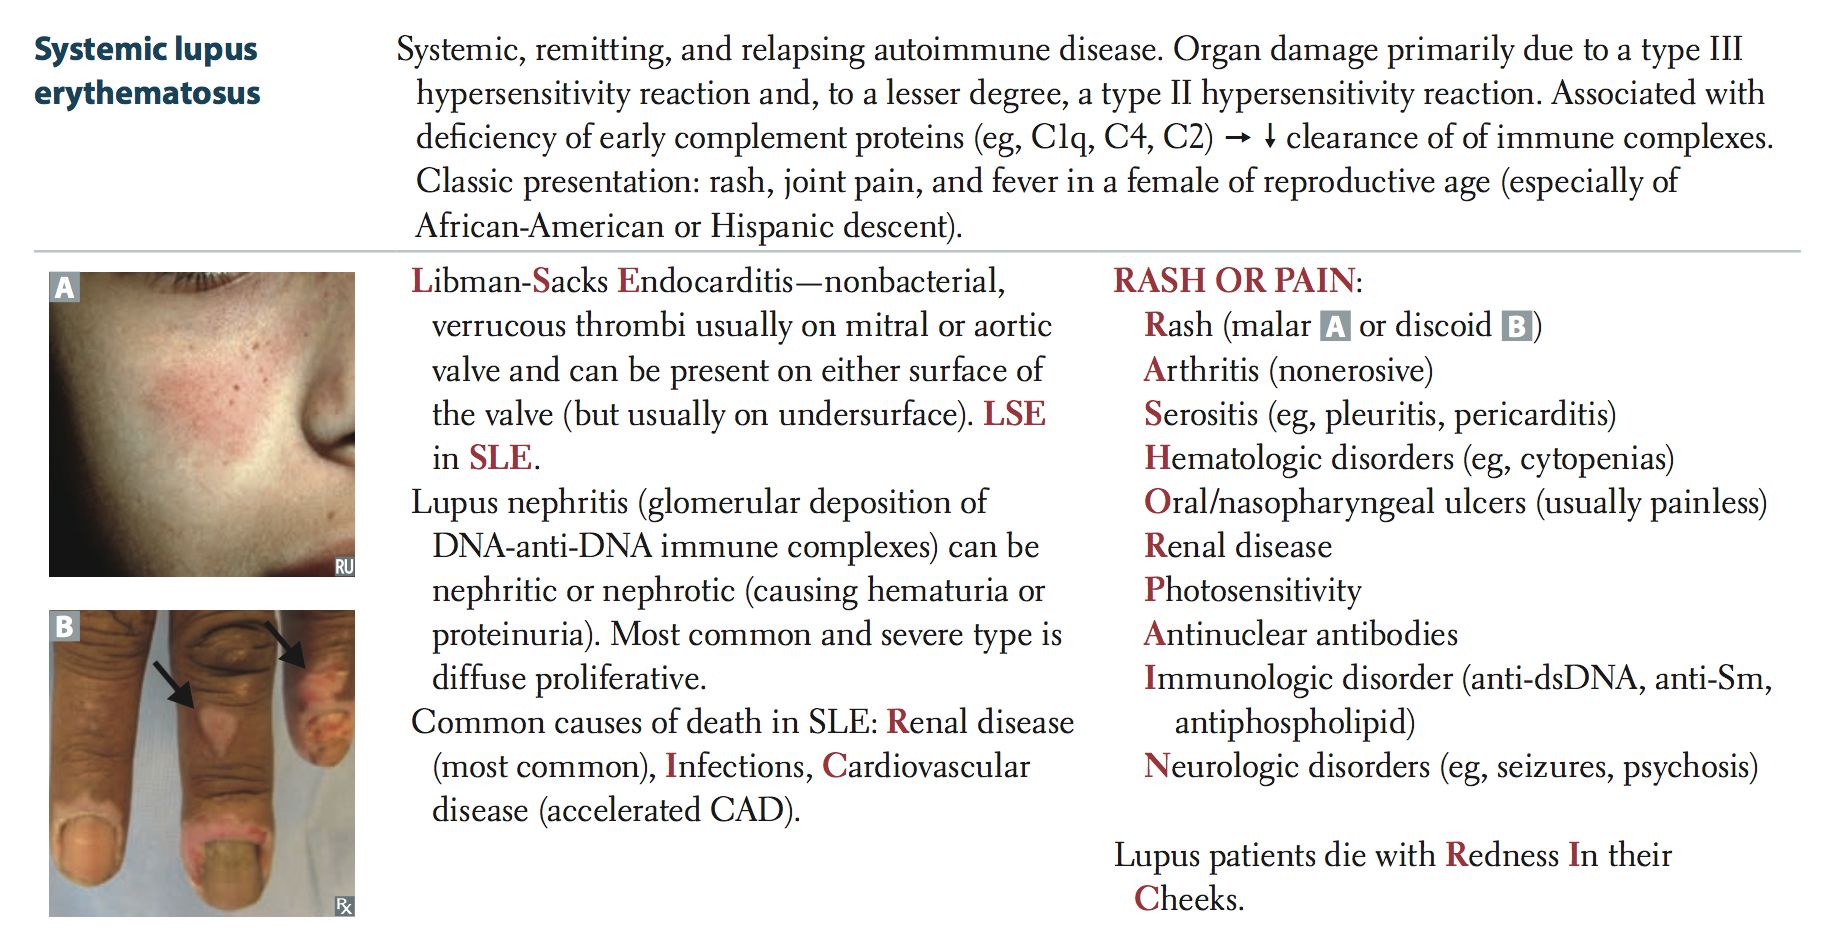 Systemic lupus
erythematosus
Systemic, remitting, and relapsing autoimmune disease. Organ damage primarily due to a type III
hypersensitivity reaction and, to a lesser degree, a type II hypersensitivity reaction. Associated with
deficiency of early complement proteins (eg, C1q, C4, C2) → ↓ clearance of of immune complexes.
Classic presentation: rash, joint pain, and fever in a female of reproductive age (especially of
African-American or Hispanic descent).
A
RU
B
Rx
Libman-Sacks Endocarditis—nonbacterial,
verrucous thrombi usually on mitral or aortic
valve and can be present on either surface of
the valve (but usually on undersurface). LSE
in SLE.
Lupus nephritis (glomerular deposition of
DNA-anti-DNA immune complexes) can be
nephritic or nephrotic (causing hematuria or
proteinuria). Most common and severe type is
diffuse proliferative.
Common causes of death in SLE: Renal disease
(most common), Infections, Cardiovascular
disease (accelerated CAD).
RASH OR PAIN:
Rash (malar A or discoid B)
Arthritis (nonerosive)
Serositis (eg, pleuritis, pericarditis)
Hematologic disorders (eg, cytopenias)
Oral/nasopharyngeal ulcers (usually painless)
Renal disease
Photosensitivity
Antinuclear antibodies
Immunologic disorder (anti-dsDNA, anti-Sm,
antiphospholipid)
Neurologic disorders (eg, seizures, psychosis)
Lupus patients die with Redness In their
Cheeks.